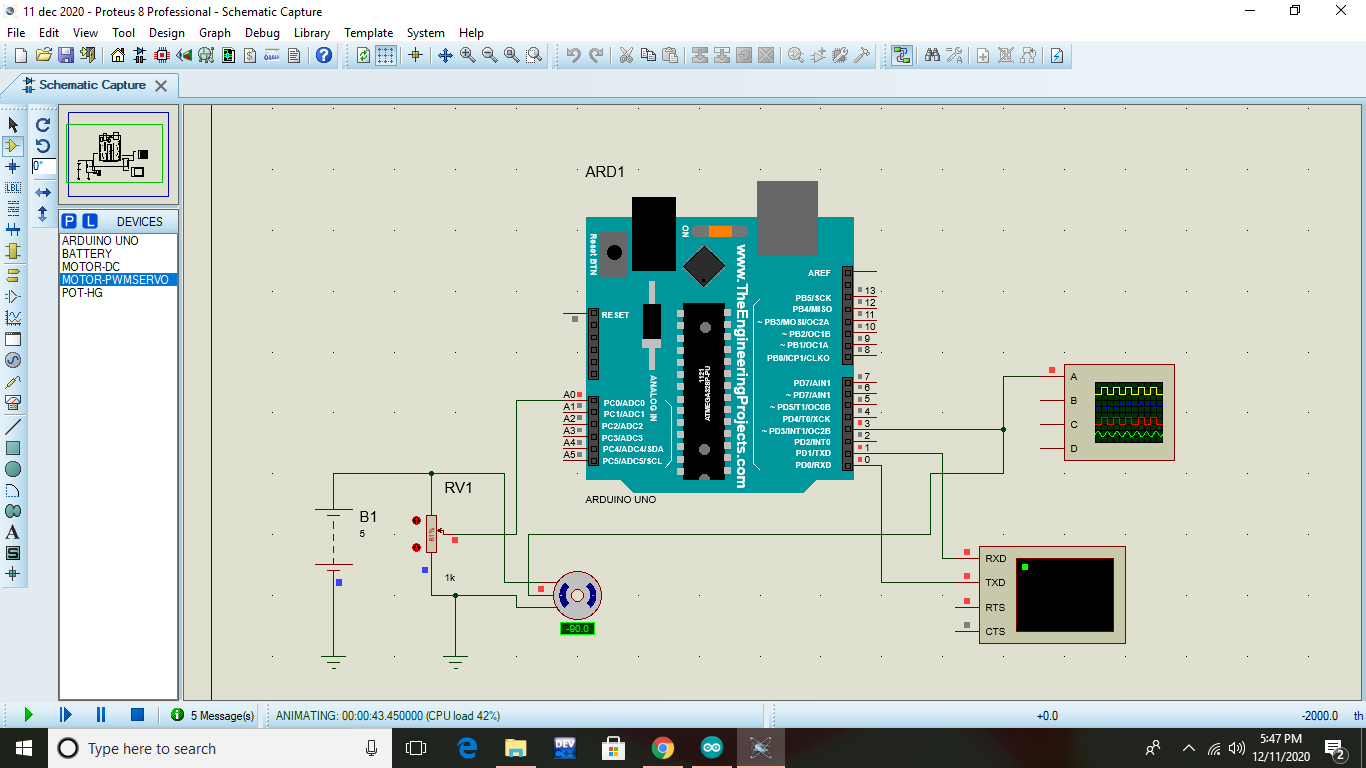 11 dec 2020 - Proteus 8 Professional - Schematic Capture
File Edit View Tool Design Graph Debug Library Template System Help
Schematic Capture
0°
LBL
P L DEVICES
ARDUINO UNO
BATTERY
MOTOR-DC
MOTOR-PWMSERVO
POT-HG
A
S
ARD1
Reset BTN
ON
www.TheEngineeringProjects.com
RESET
AREF
PB5/SCK 13
PB4/MISO 12
~ PB3/MOSI/OC2A 11
~ PB2/OC1B 10
~ PB1/OC1A 9
PB0/ICP1/CLKO 8
ANALOG IN
ATMEGA328P-PU
1121
A0 PC0/ADC0
A1 PC1/ADC1
A2 PC2/ADC2
A3 PC3/ADC3
A4 PC4/ADC4/SDA
A5 PC5/ADC5/SCL
PD7/AIN1 7
~ PD7/AIN1 6
~ PD5/T1/OC0B 5
PD4/T0/XCK 4
~ PD3/INT1/OC2B 3
PD2/INT0 2
PD1/TXD 1
PD0/RXD 0
ARDUINO UNO
A
B
C
D
RV1
B1
5
61%
1k
-90.0
RXD
TXD
RTS
CTS
5 Message(s)
ANIMATING: 00:00:43.450000 (CPU load 42%)
+0.0
-2000.0 th
Type here to search
DEV
5:47 PM
12/11/2020
2